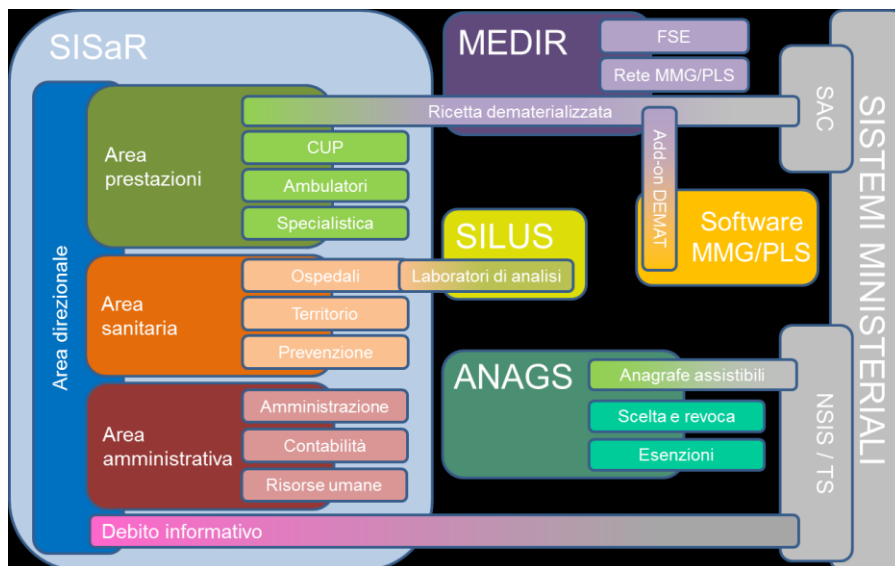 SISaR
Area direzionale
Area
prestazioni
CUP
Ambulatori
Specialistica
Area
sanitaria
Ospedali
Territorio
Prevenzione
Area
amministrativa
Amministrazione
Contabilità
Risorse umane
Debito informativo
MEDIR
FSE
Rete MMG/PLS
Ricetta dematerializzata
Add-on DEMAT
Software
MMG/PLS
SILUS
Laboratori di analisi
ANAGS
Anagrafe assistibili
Scelta e revoca
Esenzioni
SAC
NSIS / TS
SISTEMI MINISTERIALI